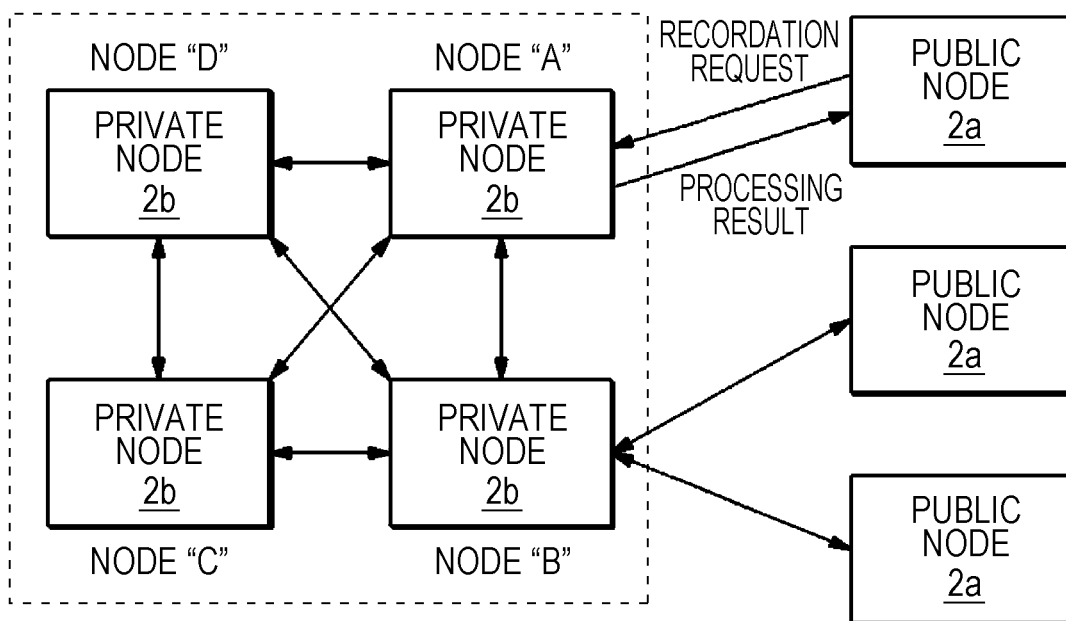 NODE “D”
PRIVATE
NODE
2b
NODE “A”
PRIVATE
NODE
2b
RECORDATION
REQUEST
PROCESSING
RESULT
PUBLIC
NODE
2a
PUBLIC
NODE
2a
PRIVATE
NODE
2b
NODE “C”
PRIVATE
NODE
2b
NODE “B”
PUBLIC
NODE
2a